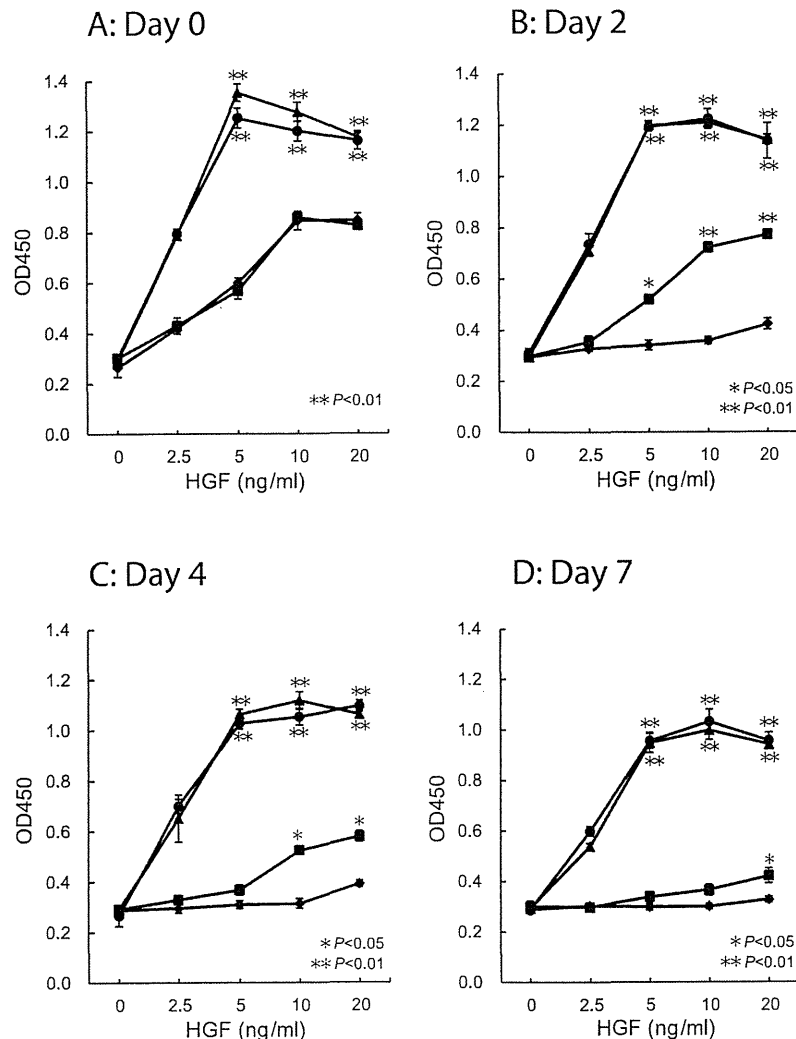 A: Day 0
OD450
1.4
1.2
1.0
0.8
0.6
0.4
0.2
0.0
** ** **
** ** **
** P<0.01
0 2.5 5 10 20
HGF (ng/ml)
B: Day 2
OD450
1.4
1.2
1.0
0.8
0.6
0.4
0.2
0.0
** ** **
** ** **
* ** **
* P<0.05
** P<0.01
0 2.5 5 10 20
HGF (ng/ml)
C: Day 4
OD450
1.4
1.2
1.0
0.8
0.6
0.4
0.2
0.0
** ** **
** ** **
* *
* P<0.05
** P<0.01
0 2.5 5 10 20
HGF (ng/ml)
D: Day 7
OD450
1.4
1.2
1.0
0.8
0.6
0.4
0.2
0.0
** ** **
** ** **
*
* P<0.05
** P<0.01
0 2.5 5 10 20
HGF (ng/ml)